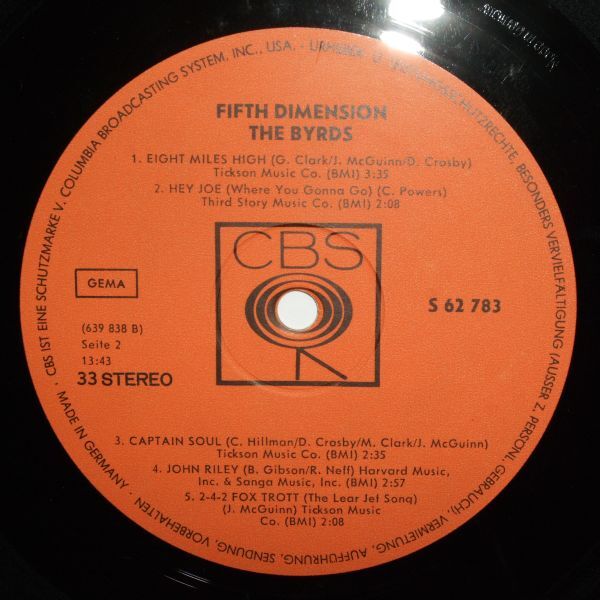 FIFTH DIMENSION
THE BYRDS
1. EIGHT MILES HIGH (G. Clark/J. McGuinn/D. Crosby)
Tickson Music Co. (BMI) 3:35
2. HEY JOE (Where You Gonna Go) (C. Powers)
Third Story Music Co. (BMI) 2:08
CBS
GEMA
S 62 783
(639 838 B)
Seite 2
13:43
33 STEREO
3. CAPTAIN SOUL (C. Hillman/D. Crosby/M. Clark/J. McGuinn)
Tickson Music Co. (BMI) 2:35
4. JOHN RILEY (B. Gibson/R. Neff) Harvard Music,
Inc. & Sanga Music, Inc. (BMI) 2:57
5. 2-4-2 FOX TROTT (The Lear Jet Song)
(J. McGuinn) Tickson Music
Co. (BMI) 2:08
· CBS IST EINE SCHUTZMARKE V. COLUMBIA BROADCASTING SYSTEM, INC., USA. · URHEBER- U. LEISTUNGSSCHUTZRECHTE, BESONDERS VERVIELFÄLTIGUNG (AUSSER Z. PERSÖNL. GEBRAUCH), VERMIETUNG, AUFFÜHRUNG, SENDUNG, VORBEHALTEN · MADE IN GERMANY ·